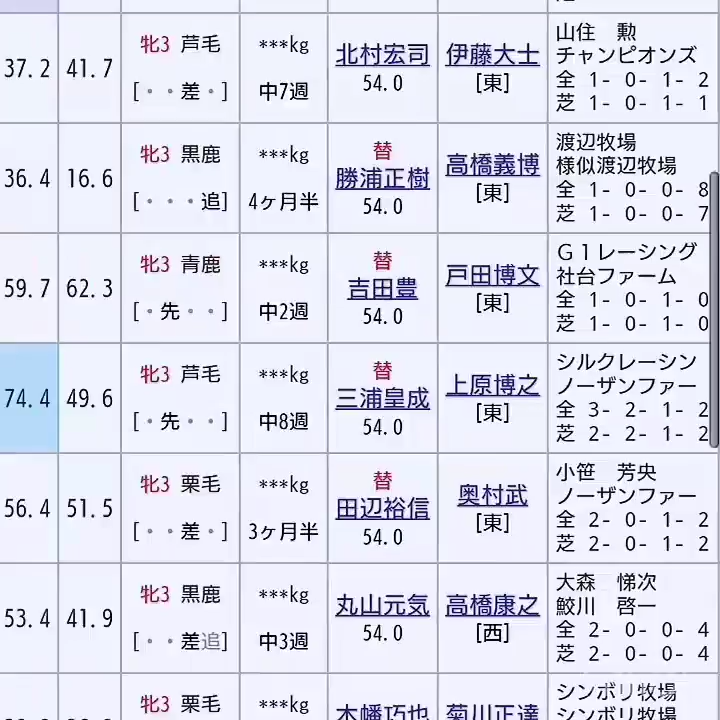 37.2 41.7 牝3 芦毛 [・・差・] ***kg 中7週 北村宏司 54.0 伊藤大士 [東] 山住 勲
チャンピオンズ
全 1- 0- 1- 2
芝 1- 0- 1- 1
36.4 16.6 牝3 黒鹿 [・・・追] ***kg 4ヶ月半 替 勝浦正樹 54.0 高橋義博 [東] 渡辺牧場
様似渡辺牧場
全 1- 0- 0- 8
芝 1- 0- 0- 7
59.7 62.3 牝3 青鹿 [・先・・] ***kg 中2週 替 吉田豊 54.0 戸田博文 [東] G1レーシング
社台ファーム
全 1- 0- 1- 0
芝 1- 0- 1- 0
74.4 49.6 牝3 芦毛 [・先・・] ***kg 中8週 替 三浦皇成 54.0 上原博之 [東] シルクレーシン
ノーザンファー
全 3- 2- 1- 2
芝 2- 2- 1- 2
56.4 51.5 牝3 栗毛 [・・差・] ***kg 3ヶ月半 替 田辺裕信 54.0 奥村武 [東] 小笹 芳央
ノーザンファー
全 2- 0- 1- 2
芝 2- 0- 1- 2
53.4 41.9 牝3 黒鹿 [・・差追] ***kg 中3週 丸山元気 54.0 高橋康之 [西] 大森 悌次
鮫川 啓一
全 2- 0- 0- 4
芝 2- 0- 0- 4
牝3 栗毛 ***kg 木幡巧也 菊川正達 シンボリ牧場
シンボリ牧場